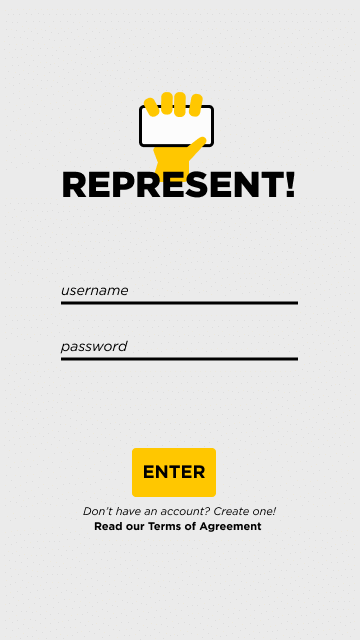 REPRESENT!
username
password
ENTER
Don't have an account? Create one!
Read our Terms of Agreement